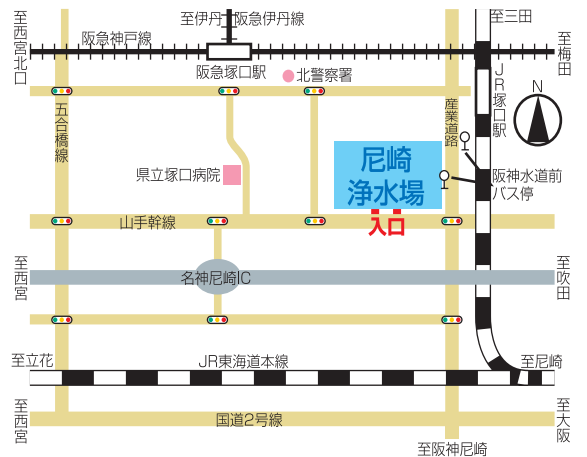 至西宮北口
至伊丹
阪急伊丹線
至三田
阪急神戸線
至梅田
阪急塚口駅
北警察署
JR塚口駅
N
五合橋線
産業道路
尼崎
浄水場
県立塚口病院
阪神水道前
バス停
山手幹線
入口
至西宮
名神尼崎IC
至吹田
至立花
JR東海道本線
至尼崎
至西宮
国道2号線
至大阪
至阪神尼崎